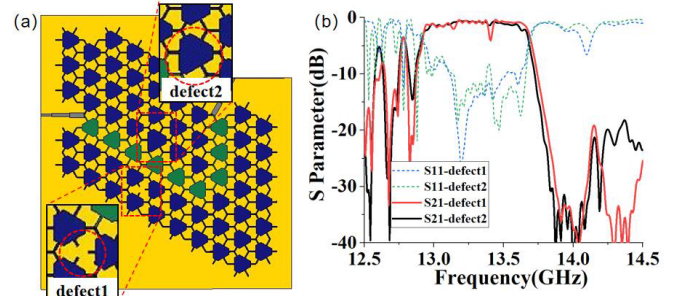 (a)
defect2
defect1
(b)
S Parameter(dB)
0
-10
-20
-30
-40
S11-defect1
S11-defect2
S21-defect1
S21-defect2
12.5
13.0
13.5
14.0
14.5
Frequency(GHz)